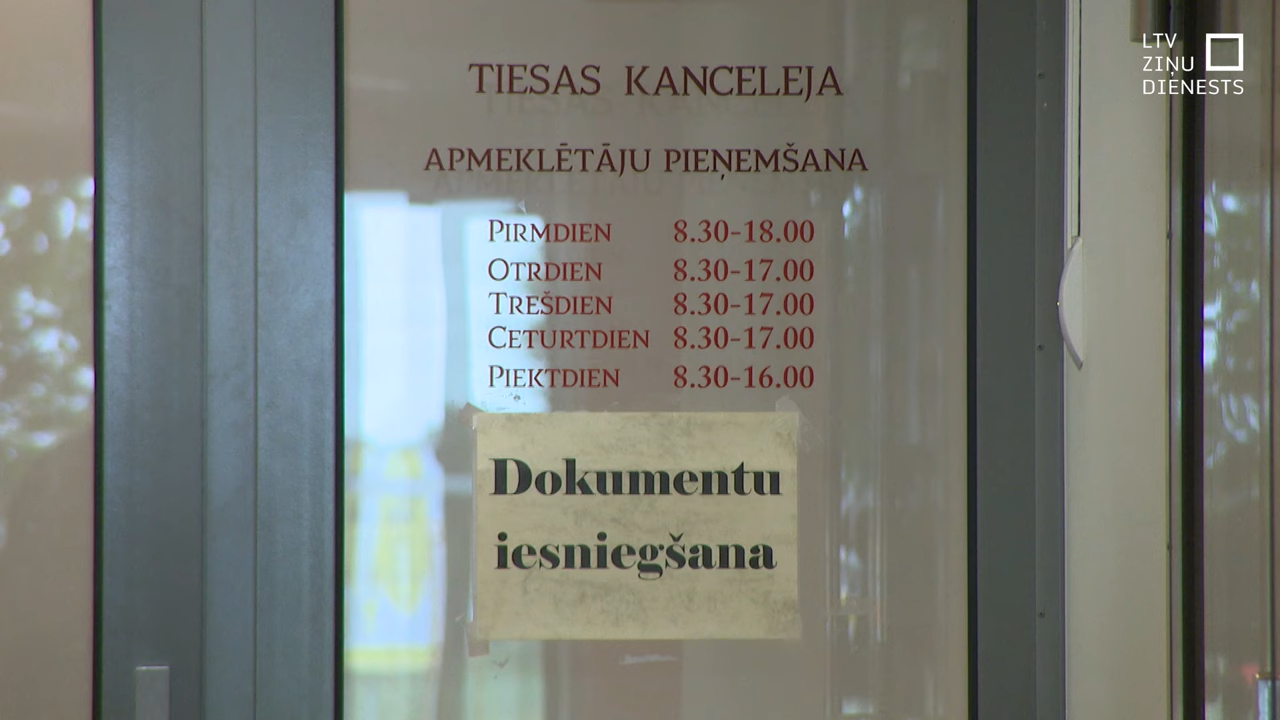 TIESAS KANCELEJA
APMEKLĒTĀJU PIEŅEMŠANA
PIRMDIEN 8.30-18.00
OTRDIEN 8.30-17.00
TREŠDIEN 8.30-17.00
CETURTDIEN 8.30-17.00
PIEKTDIEN 8.30-16.00
Dokumentu
iesniegšana
LTV
ZIŅU
DIENESTS